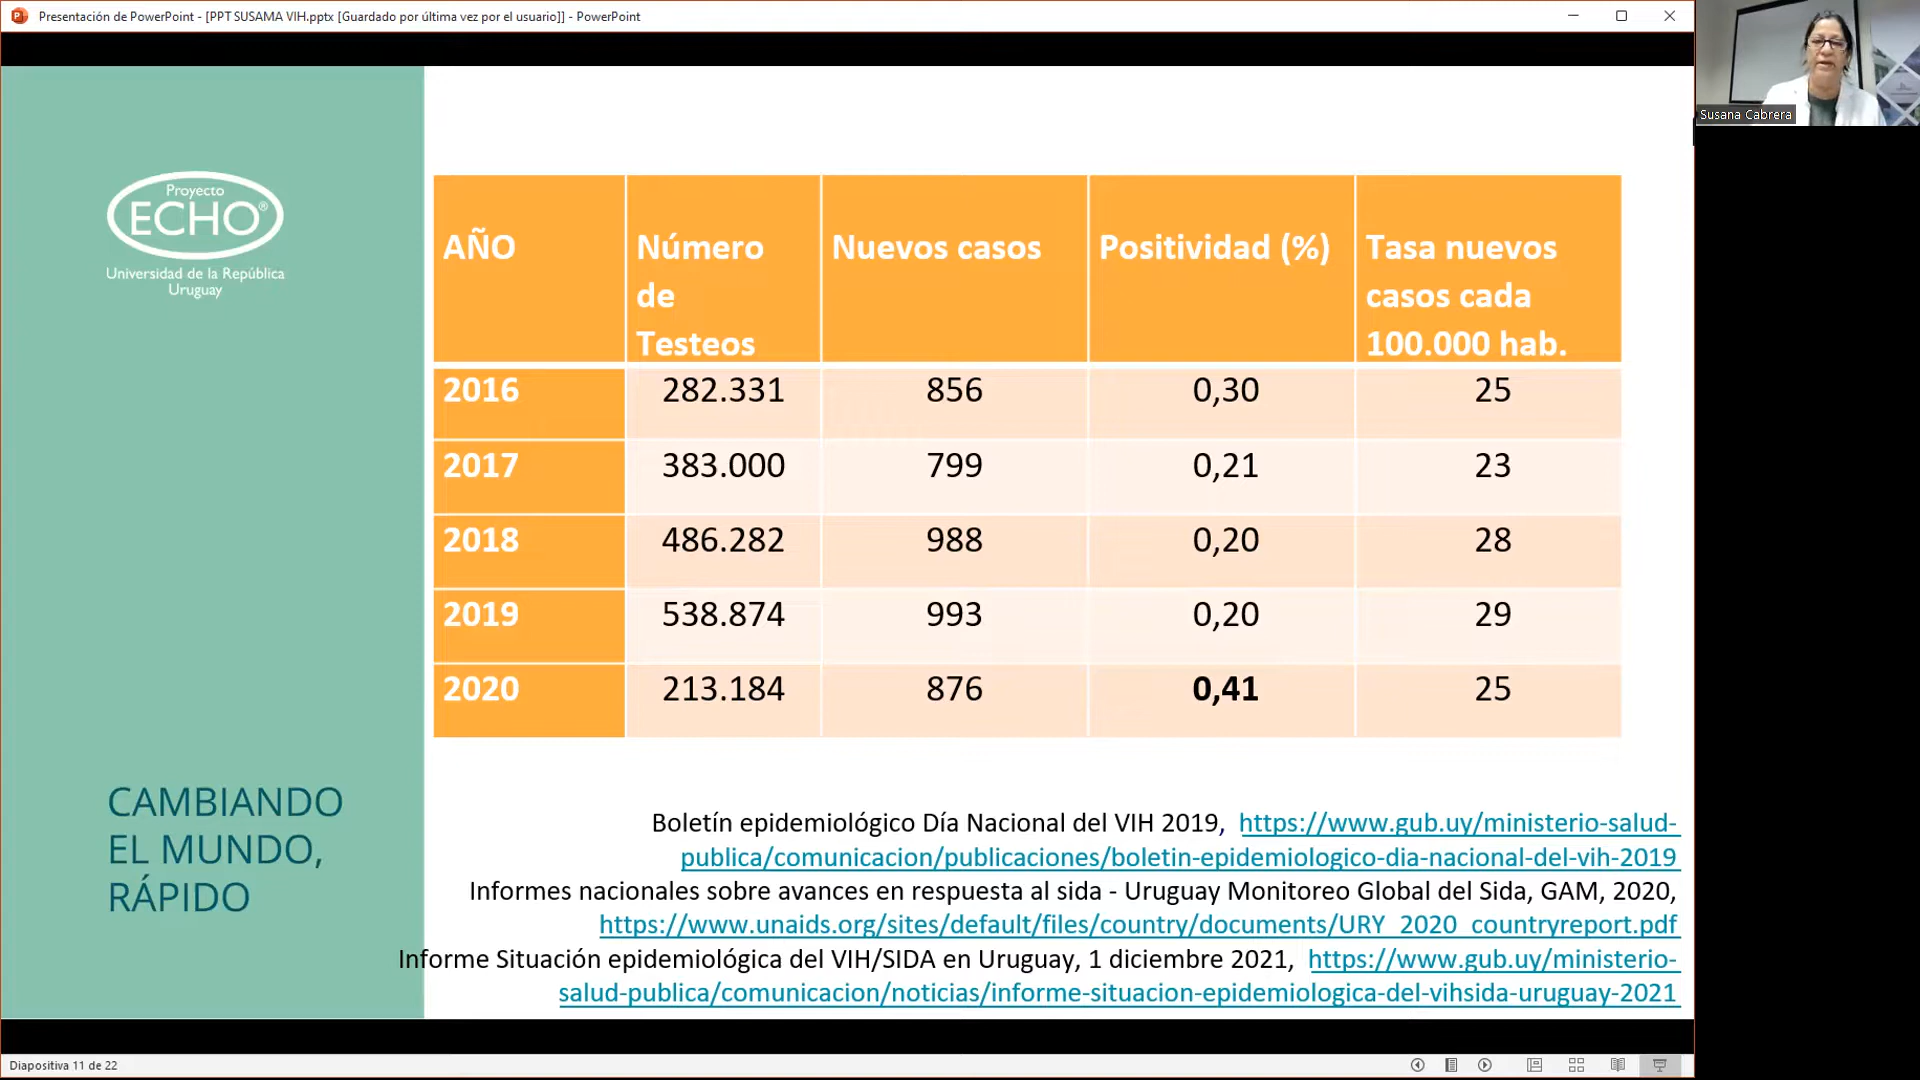 Presentación de PowerPoint - [PPT SUSAMA VIH.pptx [Guardado por última vez por el usuario]] - PowerPoint
Susana Cabrera
Proyecto
ECHO®
Universidad de la República
Uruguay
CAMBIANDO
EL MUNDO,
RÁPIDO
AÑO
Número
de
Testeos
Nuevos casos
Positividad (%)
Tasa nuevos
casos cada
100.000 hab.
2016 282.331 856 0,30 25
2017 383.000 799 0,21 23
2018 486.282 988 0,20 28
2019 538.874 993 0,20 29
2020 213.184 876 0,41 25
Boletín epidemiológico Día Nacional del VIH 2019, https://www.gub.uy/ministerio-salud-
publica/comunicacion/publicaciones/boletin-epidemiologico-dia-nacional-del-vih-2019
Informes nacionales sobre avances en respuesta al sida - Uruguay Monitoreo Global del Sida, GAM, 2020,
https://www.unaids.org/sites/default/files/country/documents/URY_2020_countryreport.pdf
Informe Situación epidemiológica del VIH/SIDA en Uruguay, 1 diciembre 2021, https://www.gub.uy/ministerio-
salud-publica/comunicacion/noticias/informe-situacion-epidemiologica-del-vihsida-uruguay-2021
Diapositiva 11 de 22